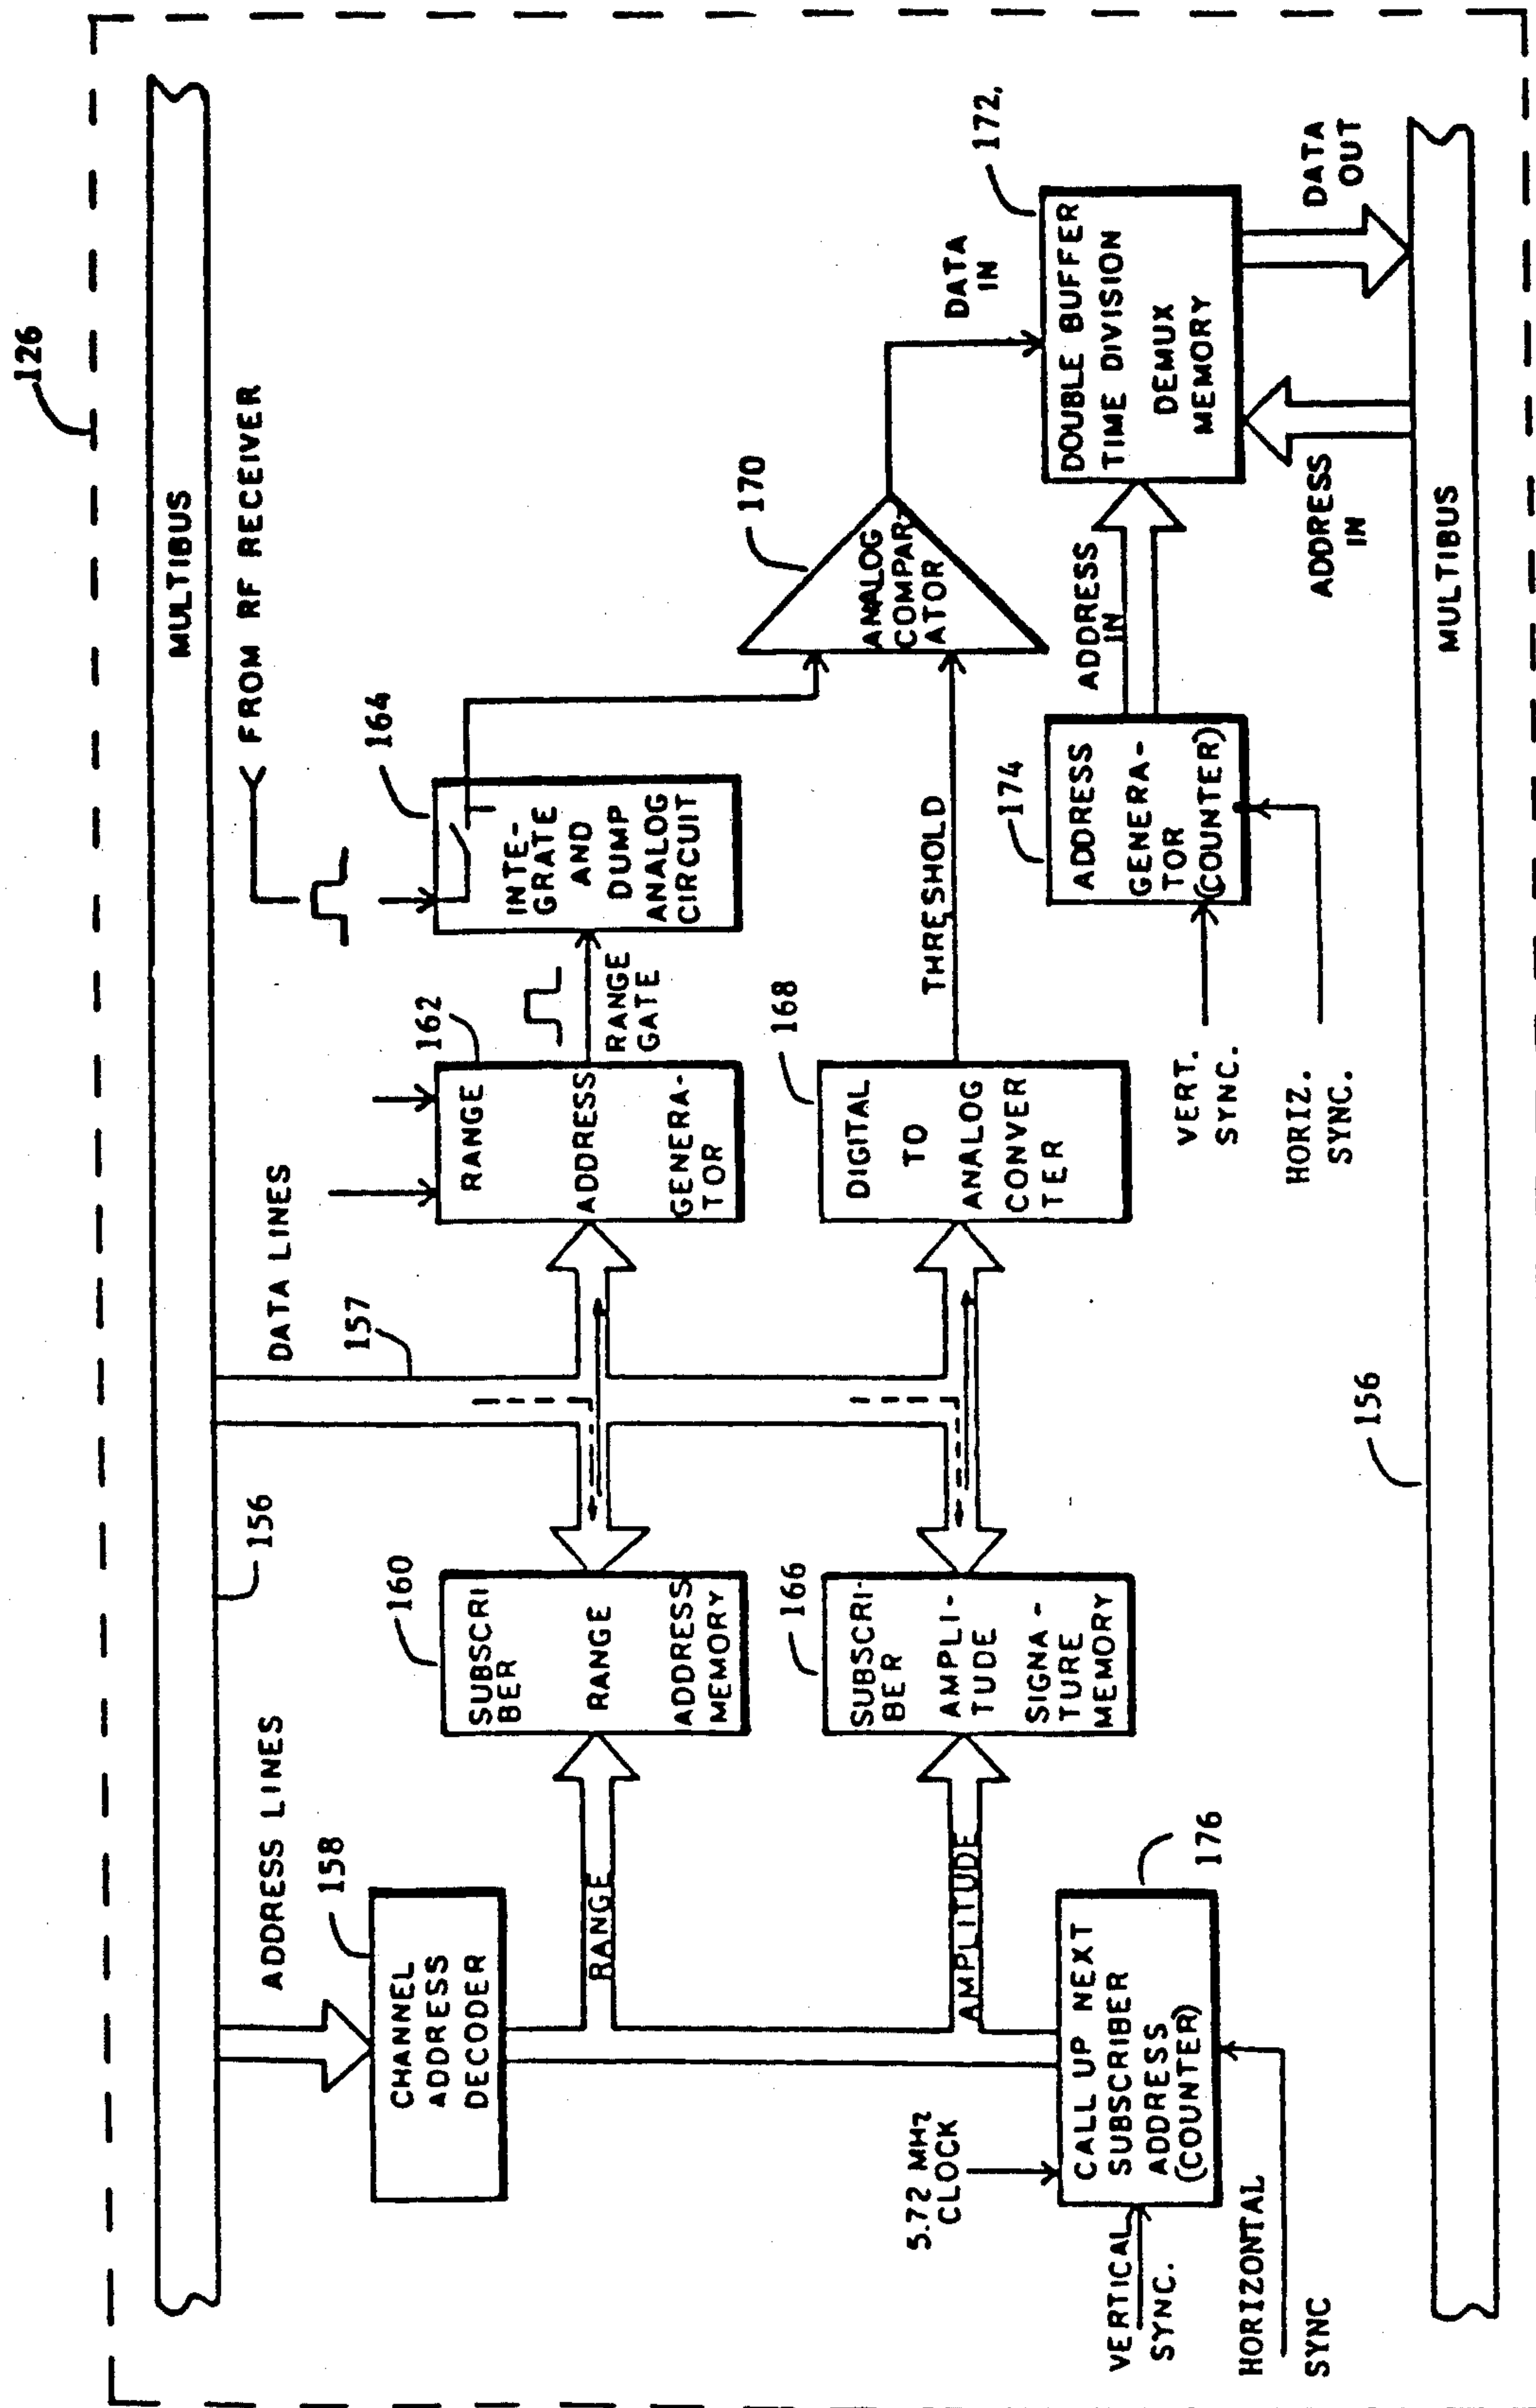 126
MULTIBUS
156
ADDRESS LINES
DATA LINES
157
FROM RF RECEIVER
158
CHANNEL
ADDRESS
DECODER
RANGE
160
SUBSCRI
BER
RANGE
ADDRESS
MEMORY
162
RANGE
ADDRESS
GENERA-
TOR
RANGE
GATE
164
INTE-
GRATE
AND
DUMP
ANALOG
CIRCUIT
AMPLITUDE
166
SUBSCRI-
BER
AMPLI-
TUDE
SIGNA-
TURE
MEMORY
168
DIGITAL
TO
ANALOG
CONVER
TER
THRESHOLD
170
ANALOG
COMPAR-
ATOR
DATA
IN
172.
DOUBLE BUFFER
TIME DIVISION
DEMUX
MEMORY
5.72 MHz
CLOCK
176
CALL UP NEXT
SUBSCRIBER
ADDRESS
(COUNTER)
VERTICAL
SYNC.
HORIZONTAL
SYNC
174
ADDRESS
GENERA-
TOR
(COUNTER)
VERT.
SYNC.
HORIZ.
SYNC.
ADDRESS
IN
ADDRESS
IN
DATA
OUT
156
MULTIBUS